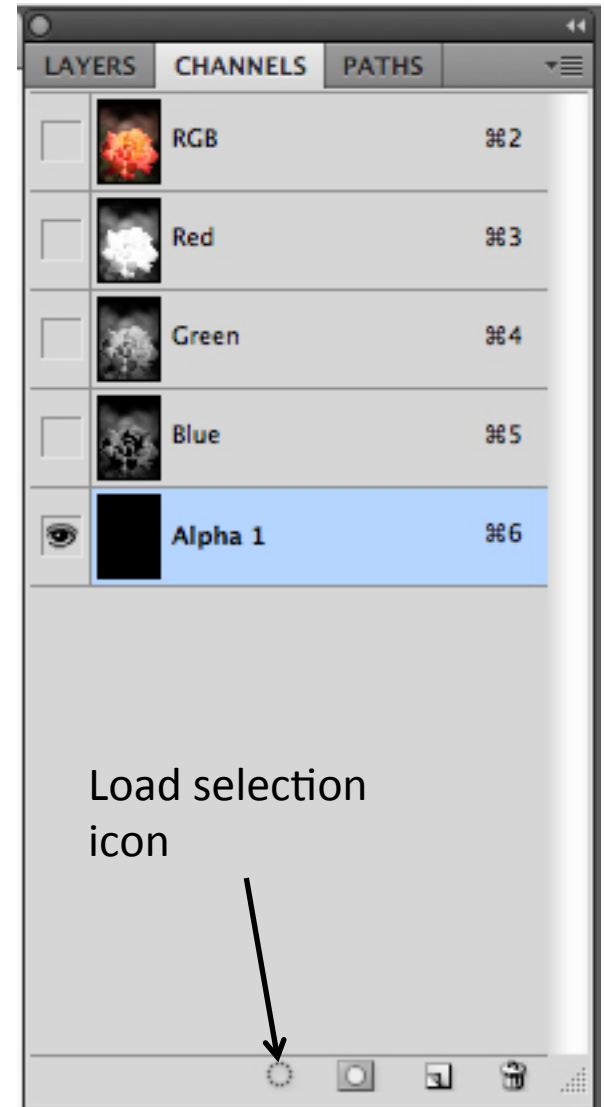 LAYERS CHANNELS PATHS
RGB ⌘2
Red ⌘3
Green ⌘4
Blue ⌘5
Alpha 1 ⌘6
Load selection
icon